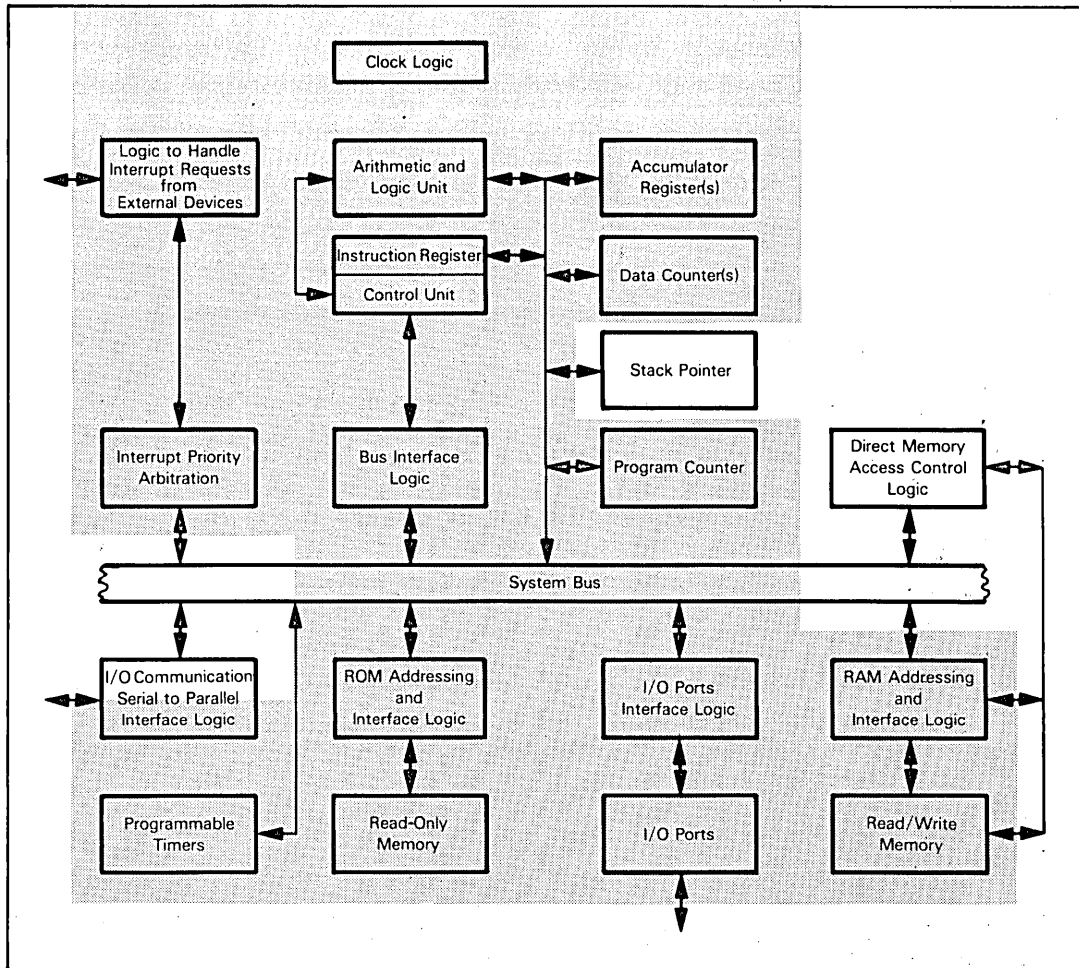 Clock Logic
Logic to Handle
Interrupt Requests
from
External Devices
Arithmetic and
Logic Unit
Accumulator
Register(s)
Instruction Register
Control Unit
Data Counter(s)
Stack Pointer
Interrupt Priority
Arbitration
Bus Interface
Logic
Program Counter
Direct Memory
Access Control
Logic
System Bus
I/O Communication
Serial to Parallel
Interface Logic
ROM Addressing
and
Interface Logic
I/O Ports
Interface Logic
RAM Addressing
and
Interface Logic
Programmable
Timers
Read-Only
Memory
I/O Ports
Read/Write
Memory